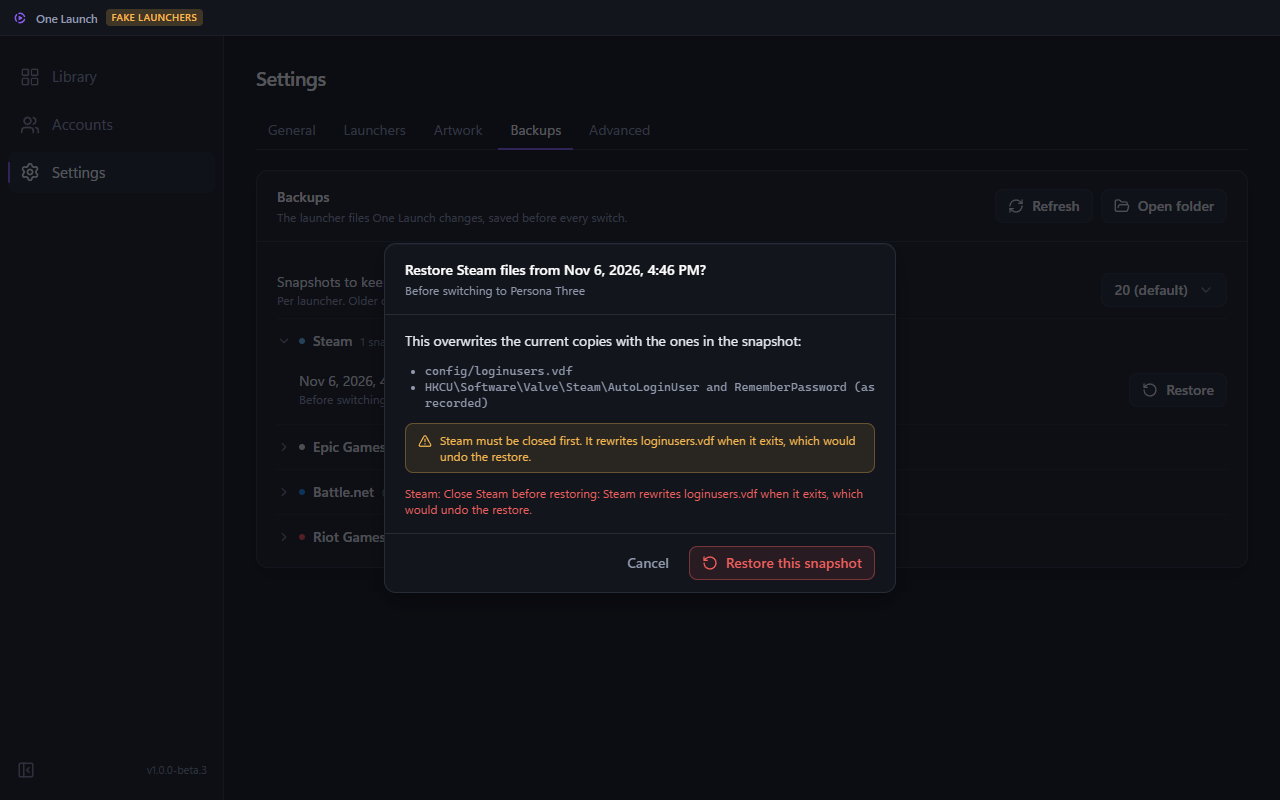 One Launch FAKE LAUNCHERS
Library
Accounts
Settings
v1.0.0-beta.3
Settings
General Launchers Artwork Backups Advanced
Backups
The launcher files One Launch changes, saved before every switch.
Refresh
Open folder
Snapshots to kee
Per launcher. Older
20 (default)
Steam 1 sna
Nov 6, 2026, 4
Before switching
Restore
Epic Games
Battle.net
Riot Games
Restore Steam files from Nov 6, 2026, 4:46 PM?
Before switching to Persona Three
This overwrites the current copies with the ones in the snapshot:
• config/loginusers.vdf
• HKCU\Software\Valve\Steam\AutoLoginUser and RememberPassword (as
recorded)
Steam must be closed first. It rewrites loginusers.vdf when it exits, which would
undo the restore.
Steam: Close Steam before restoring: Steam rewrites loginusers.vdf when it exits, which
would undo the restore.
Cancel
Restore this snapshot